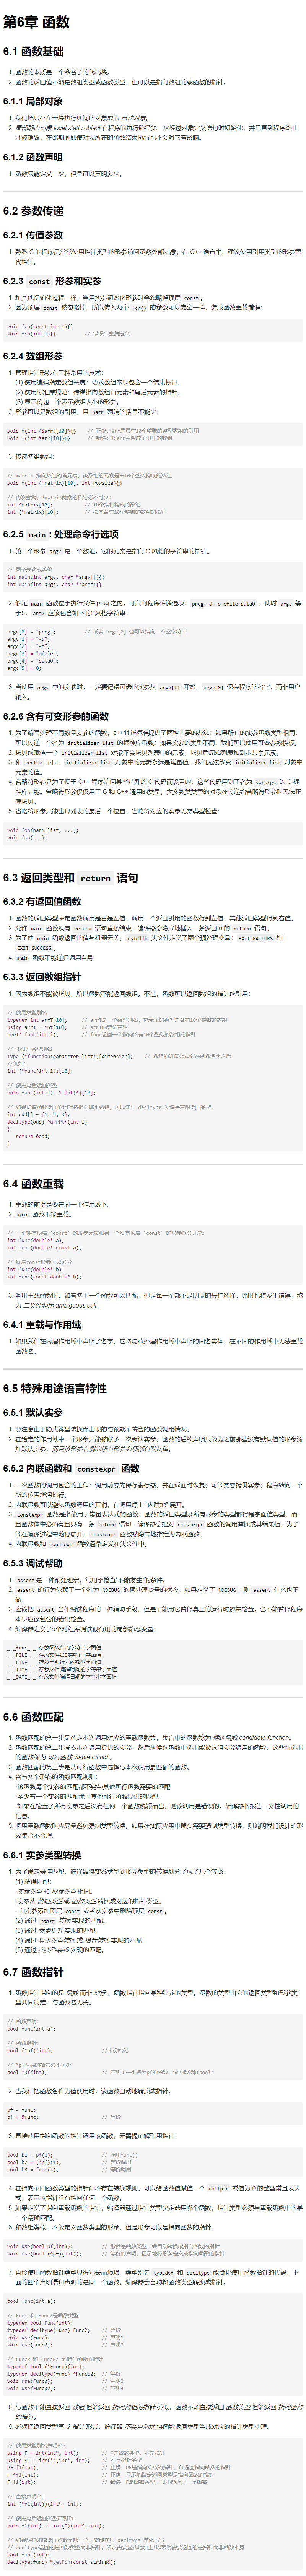 第6章 函数
6.1 函数基础
1. 函数的本质是一个命名了的代码块。
2. 函数的返回值不能是数组类型或函数类型，但可以是指向数组的或函数的指针。
6.1.1 局部对象
1. 我们把只存在于块执行期间的对象成为 自动对象。
2. 局部静态对象 local static object 在程序的执行路径第一次经过对象定义语句时初始化，并且直到程序终止
才被销毁，在此期间即使对象所在的函数结束执行也不会对它有影响。
6.1.2 函数声明
1. 函数只能定义一次，但是可以声明多次。
6.2 参数传递
6.2.1 传值参数
1. 熟悉 C 的程序员常常使用指针类型的形参访问函数外部对象。在 C++ 语言中，建议使用引用类型的形参替
代指针。
6.2.3 const 形参和实参
1. 和其他初始化过程一样，当用实参初始化形参时会忽略掉顶层 const。
2. 因为顶层 const 被忽略掉，所以传入两个 fcn() 的参数可以完全一样，造成函数重载错误：
void fcn(const int i){}
void fcn(int i){} // 错误：重复定义
6.2.4 数组形参
1. 管理指针形参有三种常用的技术：
(1) 使用编辑指定数组长度：要求数组本身包含一个结束标记。
(2) 使用标准库规范：传递指向数组首元素和尾后元素的指针。
(3) 显示传递一个表示数组大小的形参。
2. 形参可以是数组的引用，且 &arr 两端的括号不能少：
void f(int (&arr)[10]){} // 正确：arr是具有10个整数的整型数组的引用
void f(int &arr[10]){} // 错误：将arr声明成了引用的数组
3. 传递多维数组：
// matrix 指向数组的首元素，该数组的元素是由10个整数构成的数组
void f(int (*matrix)[10], int rowsize){}
// 再次强调，*matrix两端的括号必不可少：
int *matrix[10]; // 10个指针构成的数组
int (*matrix)[10]; // 指向含有10个整数的数组的指针
6.2.5 main：处理命令行选项
1. 第二个形参 argv 是一个数组，它的元素是指向 C 风格的字符串的指针。
// 两个表达式等价
int main(int argc, char *argv[]){}
int main(int argc, char **argv){}
2. 假定 main 函数位于执行文件 prog 之内，可以向程序传递选项： prog -d -o ofile data0 ，此时 argc 等
于5， argv 应该包含如下的C风格字符串：
argc[0] = "prog"; // 或者 argv[0] 也可以指向一个空字符串
argc[1] = "-d";
argc[2] = "-o";
argc[3] = "ofile";
argc[4] = "data0";
argc[5] = 0;
3. 当使用 argv 中的实参时，一定要记得可选的实参从 argv[1] 开始； argv[0] 保存程序的名字，而非用户
输入。
6.2.6 含有可变形参的函数
1. 为了编写处理不同数量实参的函数，c++11新标准提供了两种主要的办法：如果所有的实参函数类型相同，
可以传递一个名为 initializer_list 的标准库函数；如果实参的类型不同，我们可以用可变参数模板。
2. 拷贝或赋值一个 initializer_list 对象不会拷贝列表中的元素，拷贝后原始列表和副本共享元素。
3. 和 vector 不同， initializer_list 对象中的元素永远是常量值，我们无法改变 initializer_list 对象中
元素的值。
4. 省略符形参是为了便于 C++ 程序访问某些特殊的 C 代码而设置的，这些代码用到了名为 varargs 的 C 标
准库功能。省略符形参仅仅用于 C 和 C++ 通用的类型，大多数类类型的对象在传递给省略符形参时无法正
确拷贝。
5. 省略符形参只能出现列表的最后一个位置，省略符对应的实参无需类型检查：
void foo(parm_list, ...);
void foo(...);
6.3 返回类型和 return 语句
6.3.2 有返回值函数
1. 函数的返回类型决定函数调用是否是左值，调用一个返回引用的函数得到左值，其他返回类型得到右值。
2. 允许 main 函数没有 return 语句直接结束。编译器会隐式地插入一条返回 0 的 return 语句。
3. 为了使 main 函数返回的值与机器无关， cstdlib 头文件定义了两个预处理变量： EXIT_FAILURS 和
EXIT_SUCCESS。
4. main 函数不能递归调用自身
6.3.3 返回数组指针
1. 因为数组不能被拷贝，所以函数不能返回数组。不过，函数可以返回数组的指针或引用：
// 使用类型别名
typedef int arrT[10]; // arrT是一个类型别名，它表示的类型是含有10个整数的数组
using arrT = int[10]; // arrT的等价声明
arrT* func(int i); // func返回一个指向含有10个整数的数组的指针
// 不使用类型别名
Type (*function(parameter_list))[dimension]; // 数组的维度必须跟在函数名字之后
//例如：
int (*func(int i))[10];
// 使用尾置返回类型
auto func(int i) -> int(*)[10];
// 如果知道函数返回的指针将指向哪个数组，可以使用 decltype 关键字声明返回类型。
int odd[] = {1, 2, 3};
decltype(odd) *arrPtr(int i)
{
return &odd;
}
6.4 函数重载
1. 重载的前提是要在同一个作用域下。
2. main 函数不能重载。
// 一个拥有顶层 `const` 的形参无法和另一个没有顶层 `const` 的形参区分开来：
int func(double* a);
int func(double* const a);
// 底层const形参可以区分
int func(double* b);
int func(const double* b);
3. 调用重载函数时，如有多于一个函数可以匹配，但是每一个都不是明显的最佳选择。此时也将发生错误，称
为 二义性调用 ambiguous call。
6.4.1 重载与作用域
1. 如果我们在内层作用域中声明了名字，它将隐藏外层作用域中声明的同名实体。在不同的作用域中无法重载
函数名。
6.5 特殊用途语言特性
6.5.1 默认实参
1. 要注意由于隐式类型转换而出现的与预期不符合的函数调用情况。
2. 在给定的作用域中一个形参只能被赋予一次默认实参，函数的后续声明只能为之前那些没有默认值的形参添
加默认实参，而且该形参右侧的所有形参必须都有默认值。
6.5.2 内联函数和 constexpr 函数
1. 一次函数的调用包含的工作：调用前要先保存寄存器，并在返回时恢复；可能需要拷贝实参；程序转向一个
新的位置继续执行。
2. 内联函数可以避免函数调用的开销，在调用点上 "内联地" 展开。
3. constexpr 函数是指能用于常量表达式的函数。函数的返回类型及所有形参的类型都得是字面值类型，而
且函数体中必须有且只有一条 return 语句。编译器会把对 constexpr 函数的调用替换成其结果值。为了
能在编译过程中随视展开， constexpr 函数被隐式地指定为内联函数。
4. 内联函数和 constexpr 函数通常定义在头文件中。
6.5.3 调试帮助
1. assert 是一种预处理宏，常用于检查"不能发生"的条件。
2. assert 的行为依赖于一个名为 NDEBUG 的预处理变量的状态。如果定义了 NDEBUG，则 assert 什么也不
做。
3. 应该把 assert 当作调试程序的一种辅助手段，但是不能用它替代真正的运行时逻辑检查，也不能替代程序
本身应该包含的错误检查。
4. 编译器定义了5个对程序调试很有用的局部静态变量：
_ _func_ _ 存放函数名的字符串字面值
_ _FILE_ _ 存放文件名的字符串字面值
_ _LINE_ _ 存放当前行号的整型字面值
_ _TIME_ _ 存放文件编译时间的字符串字面值
_ _DATE_ _ 存放文件编译日期的字符串字面值
6.6 函数匹配
1. 函数匹配的第一步是选定本次调用对应的重载函数集，集合中的函数称为 候选函数 candidate function。
2. 函数匹配的第二步考察本次调用提供的实参，然后从候选函数中选出能被这组实参调用的函数，这些新选出
的函数称为 可行函数 viable fuction。
3. 函数匹配的第三步是从可行函数中选择与本次调用最匹配的函数。
4. 含有多个形参的函数匹配规则：
该函数每个实参的匹配都不劣与其他可行函数需要的匹配
至少有一个实参的匹配优于其他可行函数提供的匹配。
如果在检查了所有实参之后没有任何一个函数脱颖而出，则该调用是错误的。编译器将报告二义性调用的
信息。
5. 调用重载函数时应尽量避免强制类型转换。如果在实际应用中确实需要强制类型转换，则说明我们设计的形
参集合不合理。
6.6.1 实参类型转换
1. 为了确定最佳匹配，编译器将实参类型到形参类型的转换划分了成了几个等级：
(1) 精确匹配：
实参类型 和 形参类型 相同。
实参从 数组类型 或 函数类型 转换成对应的指针类型。
向实参添加顶层 const 或者从实参中删除顶层 const。
(2) 通过 const 转换 实现的匹配。
(3) 通过 类型提升 实现的匹配。
(4) 通过 算术类型转换 或 指针转换 实现的匹配。
(5) 通过 类类型转换 实现的匹配。
6.7 函数指针
1. 函数指针指向的是 函数 而非 对象 。函数指针指向某种特定的类型。函数的类型由它的返回类型和形参类
型共同决定，与函数名无关。
// 函数声明：
bool func(int a);
// 函数指针：
bool (*pf)(int); //未初始化
// *pf两端的括号必不可少
bool *pf(int); // 声明了一个名为pf的函数，该函数返回bool*
2. 当我们把函数名作为值使用时，该函数自动地转换成指针。
pf = func;
pf = &func; // 等价
3. 直接使用指向函数的指针调用该函数，无需提前解引用指针：
bool b1 = pf(1); // 调用func()
bool b2 = (*pf)(1); // 等价调用
bool b3 = func(1); // 等价调用
4. 在指向不同函数类型的指针间不存在转换规则。可以他函数值赋值一个 nullptr 或值为 0 的整型常量表达
式，表示该指针没有指向任何一个函数。
5. 如果定义了指向重载函数的指针，编译器通过指针类型决定选用哪个函数，指针类型必须与重载函数中的某
一个精确匹配。
6. 和数组类似，不能定义函数类型的形参，但是形参可以是指向函数的指针。
void use(bool pf(int)); // 形参是函数类型，会自动转换成指向函数的指针
void use(bool (*pf)(int)); // 等价的声明，显示地将形参定义成指向函数的指针
7. 直接使用函数指针类型显得冗长而烦琐。类型别名 typedef 和 decltype 能简化使用函数指针的代码。下
面的四个声明语句声明的是同一个函数，编译器会自动将函数类型转换成指针。
bool func(int a);
// Func 和 Func2是函数类型
typedef bool Func(int);
typedef decltype(func) Func2; // 等价
void use(Func); // 声明1
void use(Func2); // 声明2
// FuncP 和 FuncP2 是指向函数的指针
typedef bool (*Funcp)(int);
typedef decltype(func) *Funcp2; // 等价
void use(Funcp); // 声明3
void use(Funcp2); // 声明4
8. 与函数不能直接返回 数组 但能返回 指向数组的指针 类似，函数不能直接返回 函数类型 但能返回 指向函数
的指针。
9. 必须把返回类型写成 指针 形式，编译器 不会自动地 将函数返回类型当成对应的指针类型处理。
// 使用类型别名声明f1:
using F = int(int*, int); // F是函数类型，不是指针
using PF = int(*)(int*, int); // PF是指针类型
PF f1(int); // 正确：PF是指向函数的指针，f1返回指向函数的指针
F *f1(int); // 正确：显示地指出返回类型是指向函数的指针
F f1(int); // 错误：F是函数类型，f1不能返回一个函数
// 直接声明f1:
int (*f1(int))(int*, int);
// 使用尾后返回类型声明f1:
auto f1(int) -> int(*)(int*, int);
// 如果明确知道返回函数是哪一个，就能使用 decltype 简化书写
// decltype返回的是函数类型而非指针，所以需要显式地加上*以表明需要返回的是指针而非函数本身
bool func(int);
decltype(func) *getFcn(const string&);